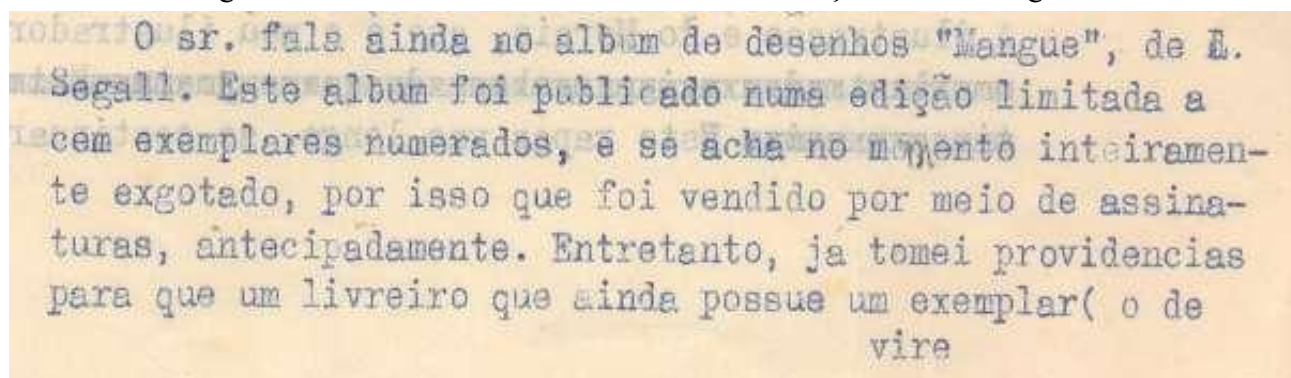 O sr. fala ainda no album de desenhos "Mangue", de L.
Segall. Este album foi publicado numa edição limitada a
cem exemplares numerados, e se acha no momento inteiramen-
te exgotado, por isso que foi vendido por meio de assina-
turas, antecipadamente. Entretanto, ja tomei providencias
para que um livreiro que ainda possue um exemplar( o de
vire